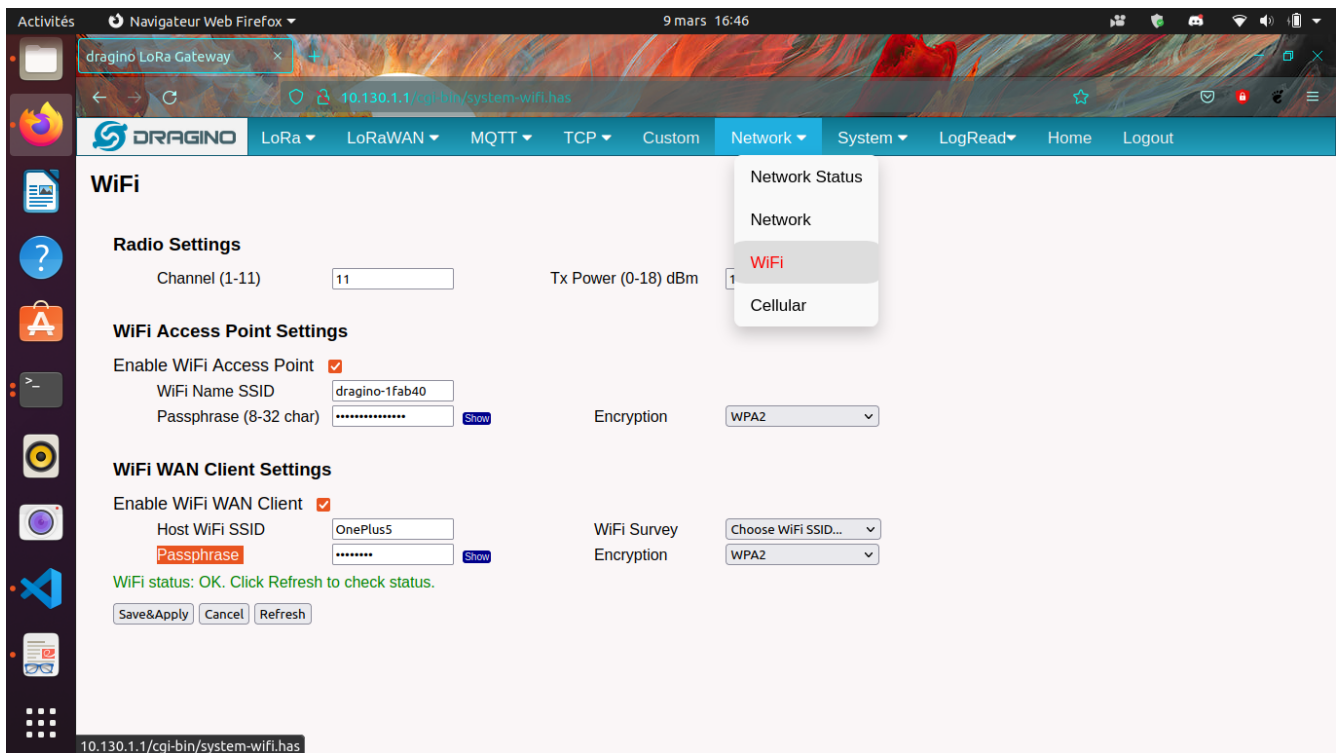 Activités Navigateur Web Firefox 9 mars 16:46
dragino LoRa Gateway
10.130.1.1/cgi-bin/system-wifi.has
DRAGINO LoRa LoRaWAN MQTT TCP Custom Network System LogRead Home Logout
WiFi
Network Status
Network
WiFi
Cellular
Radio Settings
Channel (1-11) 11 Tx Power (0-18) dBm
WiFi Access Point Settings
Enable WiFi Access Point
WiFi Name SSID dragino-1fab40
Passphrase (8-32 char) ••••••••••••••• Show Encryption WPA2
WiFi WAN Client Settings
Enable WiFi WAN Client
Host WiFi SSID OnePlus5 WiFi Survey Choose WiFi SSID...
Passphrase •••••••• Show Encryption WPA2
WiFi status: OK. Click Refresh to check status.
Save&Apply Cancel Refresh
10.130.1.1/cgi-bin/system-wifi.has